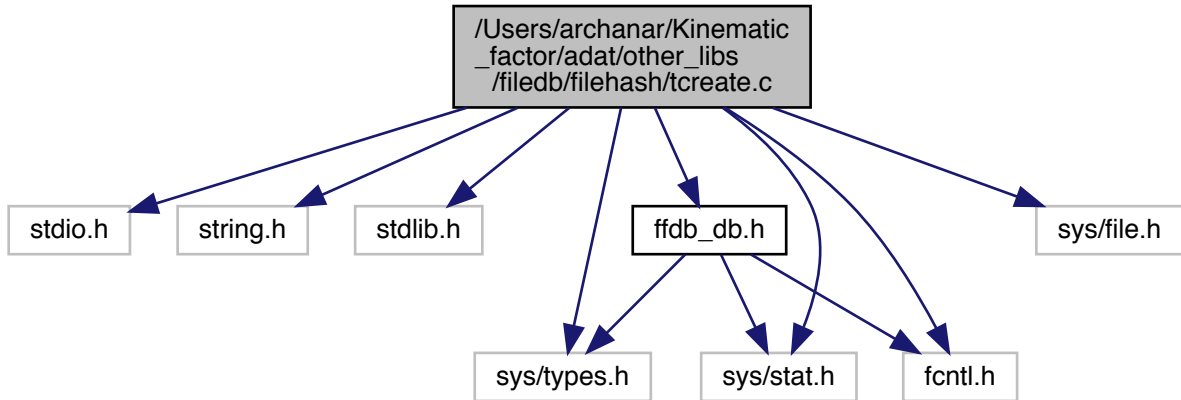 /Users/archanar/Kinematic
_factor/adat/other_libs
/filedb/filehash/tcreate.c
stdio.h
string.h
stdlib.h
ffdb_db.h
sys/file.h
sys/types.h
sys/stat.h
fcntl.h